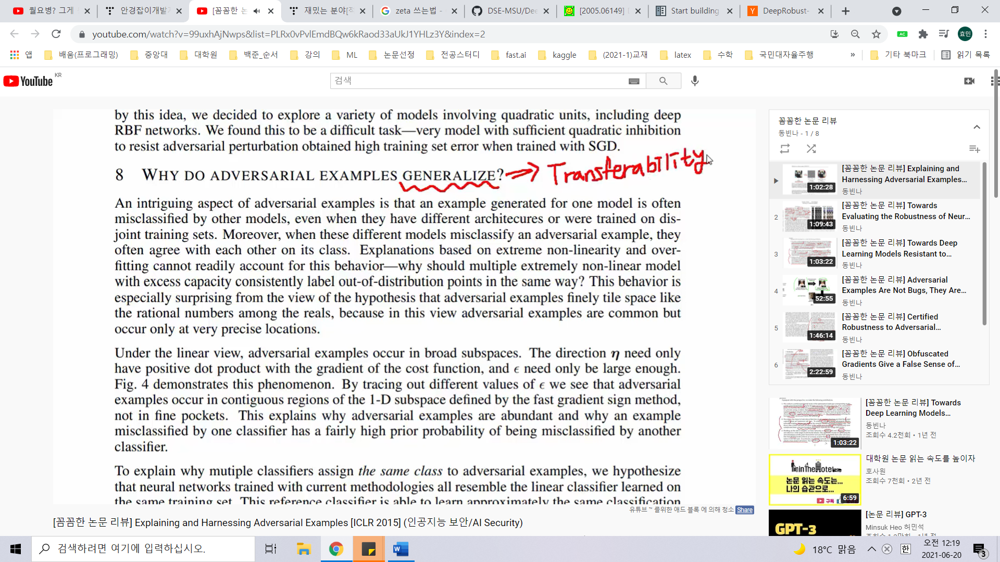 월요병? 그게
안경잡이개발
[꼼꼼한 논
재밌는 분야[적
zeta 쓰는법 -
DSE-MSU/Dee
[2005.06149]
Start building
DeepRobust-
youtube.com/watch?v=99uxhAjNwps&list=PLRx0vPvlEmdBQw6kRaod33aUkJ1YHLz3Y&index=2
AC
효민
앱 배움(프로그래밍) 중앙대 대학원 백준_순서 강의 ML 논문선정 전공스터디 fast.ai kaggle (2021-1)교재 latex 수학 국민대자율주행 » 기타 북마크 읽기 목록
YouTube KR
검색
by this idea, we decided to explore a variety of models involving quadratic units, including deep
RBF networks. We found this to be a difficult task—very model with sufficient quadratic inhibition
to resist adversarial perturbation obtained high training set error when trained with SGD.
8 WHY DO ADVERSARIAL EXAMPLES GENERALIZE? → Transferability
An intriguing aspect of adversarial examples is that an example generated for one model is often
misclassified by other models, even when they have different architecures or were trained on dis-
joint training sets. Moreover, when these different models misclassify an adversarial example, they
often agree with each other on its class. Explanations based on extreme non-linearity and over-
fitting cannot readily account for this behavior—why should multiple extremely non-linear model
with excess capacity consistently label out-of-distribution points in the same way? This behavior is
especially surprising from the view of the hypothesis that adversarial examples finely tile space like
the rational numbers among the reals, because in this view adversarial examples are common but
occur only at very precise locations.
Under the linear view, adversarial examples occur in broad subspaces. The direction η need only
have positive dot product with the gradient of the cost function, and ϵ need only be large enough.
Fig. 4 demonstrates this phenomenon. By tracing out different values of ϵ we see that adversarial
examples occur in contiguous regions of the 1-D subspace defined by the fast gradient sign method,
not in fine pockets. This explains why adversarial examples are abundant and why an example
misclassified by one classifier has a fairly high prior probability of being misclassified by another
classifier.
To explain why mutiple classifiers assign the same class to adversarial examples, we hypothesize
that neural networks trained with current methodologies all resemble the linear classifier learned on
the same training set. This reference classifier is able to learn approximately the same classification
유튜브 ™ 를위한 애드 블록 에 의해 청소 Share
[꼼꼼한 논문 리뷰] Explaining and Harnessing Adversarial Examples [ICLR 2015] (인공지능 보안/AI Security)
꼼꼼한 논문 리뷰
동빈나 - 1 / 8
1:02:28
[꼼꼼한 논문 리뷰] Explaining and
Harnessing Adversarial Examples...
동빈나
2
1:09:43
[꼼꼼한 논문 리뷰] Towards
Evaluating the Robustness of Neur...
동빈나
3
1:03:22
[꼼꼼한 논문 리뷰] Towards Deep
Learning Models Resistant to...
동빈나
4
52:55
[꼼꼼한 논문 리뷰] Adversarial
Examples Are Not Bugs, They Are...
동빈나
5
1:46:14
[꼼꼼한 논문 리뷰] Certified
Robustness to Adversarial...
동빈나
6
2:22:59
[꼼꼼한 논문 리뷰] Obfuscated
Gradients Give a False Sense of...
동빈나
1:03:22
[꼼꼼한 논문 리뷰] Towards
Deep Learning Models...
동빈나
조회수 4.2천회 • 1년 전
논문 읽는 속도는...
나의 습관으로...
구독
6:59
대학원 논문 읽는 속도를 높이자
호사원
조회수 7천회 • 2년 전
GPT-3
[논문 리뷰] GPT-3
Minsuk Heo 허민석
검색하려면 여기에 입력하십시오.
18°C 맑음
한
오전 12:19
2021-06-20
3